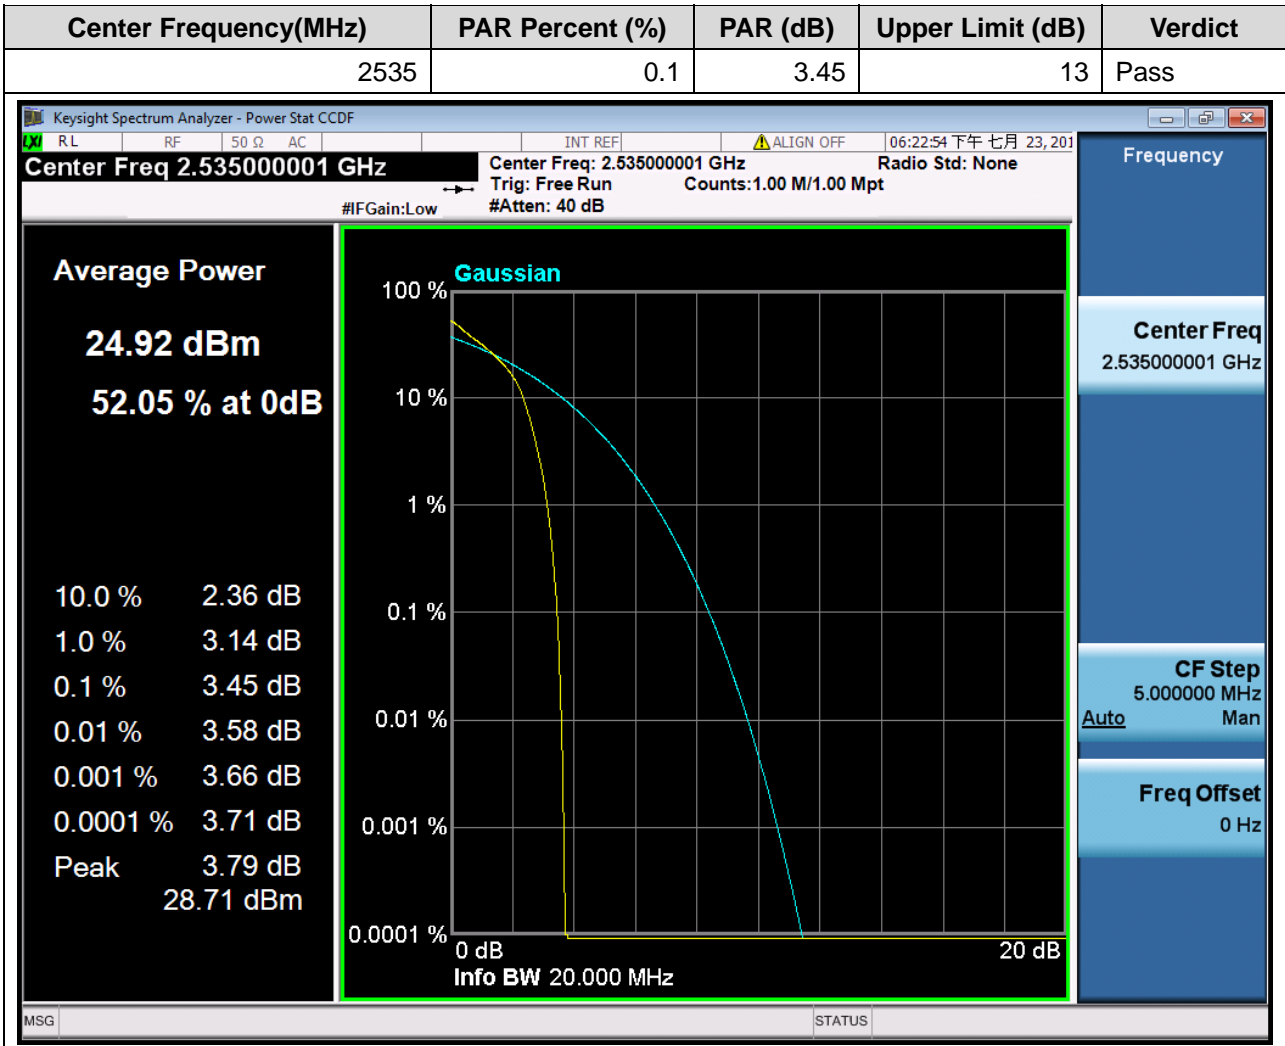 Center Frequency(MHz) PAR Percent (%) PAR (dB) Upper Limit (dB) Verdict
2535 0.1 3.45 13 Pass
Keysight Spectrum Analyzer - Power Stat CCDF
LXI RL RF 50 Ω AC INT REF ALIGN OFF 06:22:54 下午 七月 23, 201
Center Freq 2.535000001 GHz
Center Freq: 2.535000001 GHz Radio Std: None
Trig: Free Run Counts:1.00 M/1.00 Mpt
#IFGain:Low #Atten: 40 dB
Average Power
24.92 dBm
52.05 % at 0dB
10.0 % 2.36 dB
1.0 % 3.14 dB
0.1 % 3.45 dB
0.01 % 3.58 dB
0.001 % 3.66 dB
0.0001 % 3.71 dB
Peak 3.79 dB
28.71 dBm
Gaussian
100 %
10 %
1 %
0.1 %
0.01 %
0.001 %
0.0001 %
0 dB 20 dB
Info BW 20.000 MHz
Frequency
Center Freq
2.535000001 GHz
CF Step
5.000000 MHz
Auto Man
Freq Offset
0 Hz
MSG STATUS